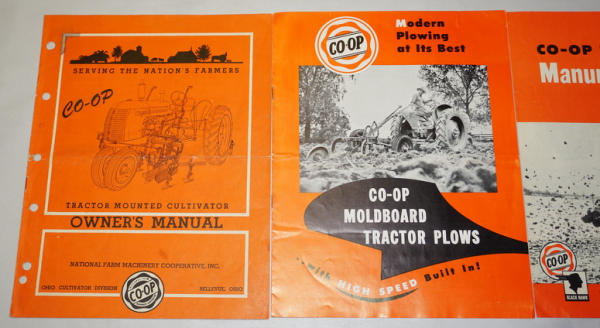 SERVING THE NATION'S FARMERS
CO-OP
TRACTOR MOUNTED CULTIVATOR
OWNER'S MANUAL
NATIONAL FARM MACHINERY COOPERATIVE, INC.
OHIO CULTIVATOR DIVISION
CO-OP
BELLEVUE, OHIO
CO-OP
Modern
Plowing
at Its Best
CO-OP
MOLDBOARD
TRACTOR PLOWS
with HIGH SPEED Built In!
CO-OP
Manu
CO-OP
BLACK HAWK